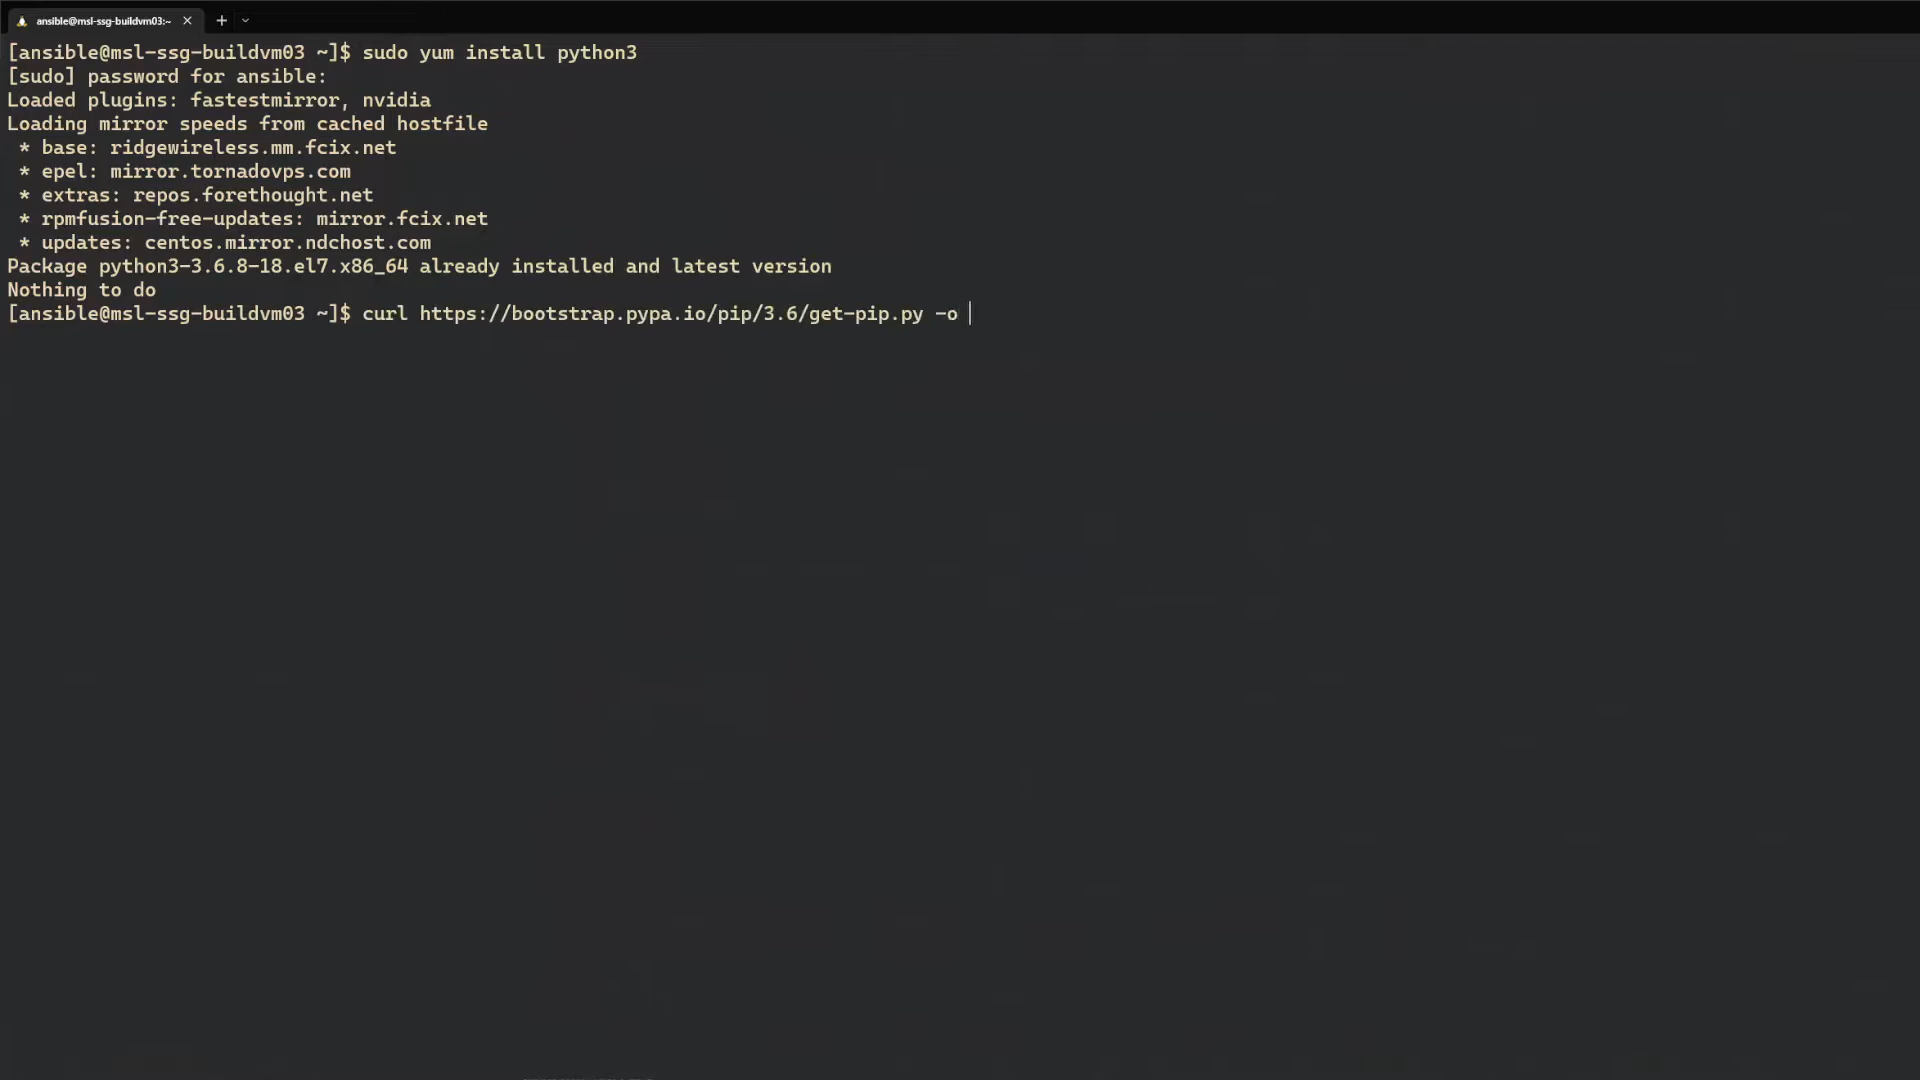 ansible@msl-ssg-buildvm03:~
[ansible@msl-ssg-buildvm03 ~]$ sudo yum install python3
[sudo] password for ansible:
Loaded plugins: fastestmirror, nvidia
Loading mirror speeds from cached hostfile
 * base: ridgewireless.mm.fcix.net
 * epel: mirror.tornadovps.com
 * extras: repos.forethought.net
 * rpmfusion-free-updates: mirror.fcix.net
 * updates: centos.mirror.ndchost.com
Package python3-3.6.8-18.el7.x86_64 already installed and latest version
Nothing to do
[ansible@msl-ssg-buildvm03 ~]$ curl https://bootstrap.pypa.io/pip/3.6/get-pip.py -o